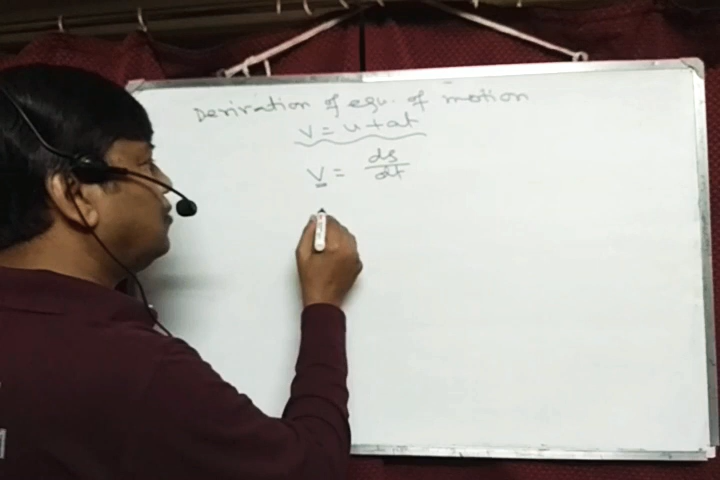 Derivation of equ. of motion
v = u + at
v = ds/dt